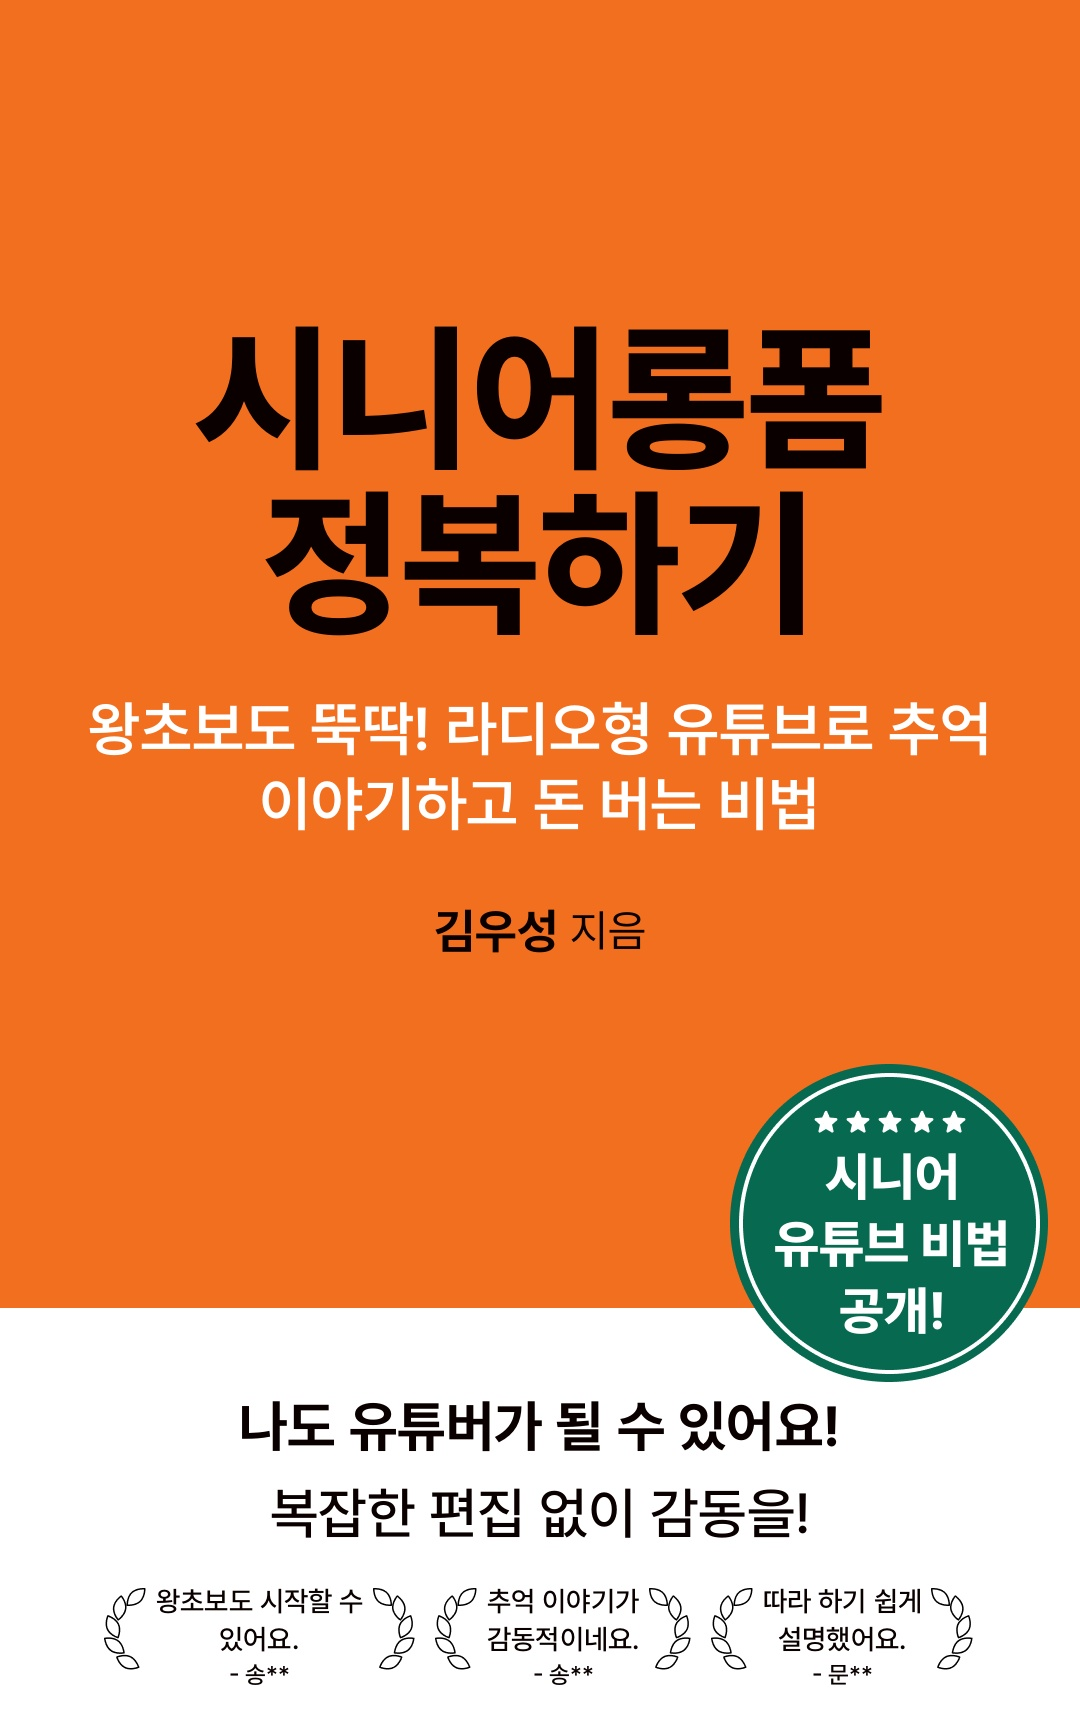 시니어롱폼
정복하기
왕초보도 뚝딱! 라디오형 유튜브로 추억
이야기하고 돈 버는 비법
김우성 지음
시니어
유튜브 비법
공개!
나도 유튜버가 될 수 있어요!
복잡한 편집 없이 감동을!
왕초보도 시작할 수
있어요.
- 송**
추억 이야기가
감동적이네요.
- 송**
따라 하기 쉽게
설명했어요.
- 문**